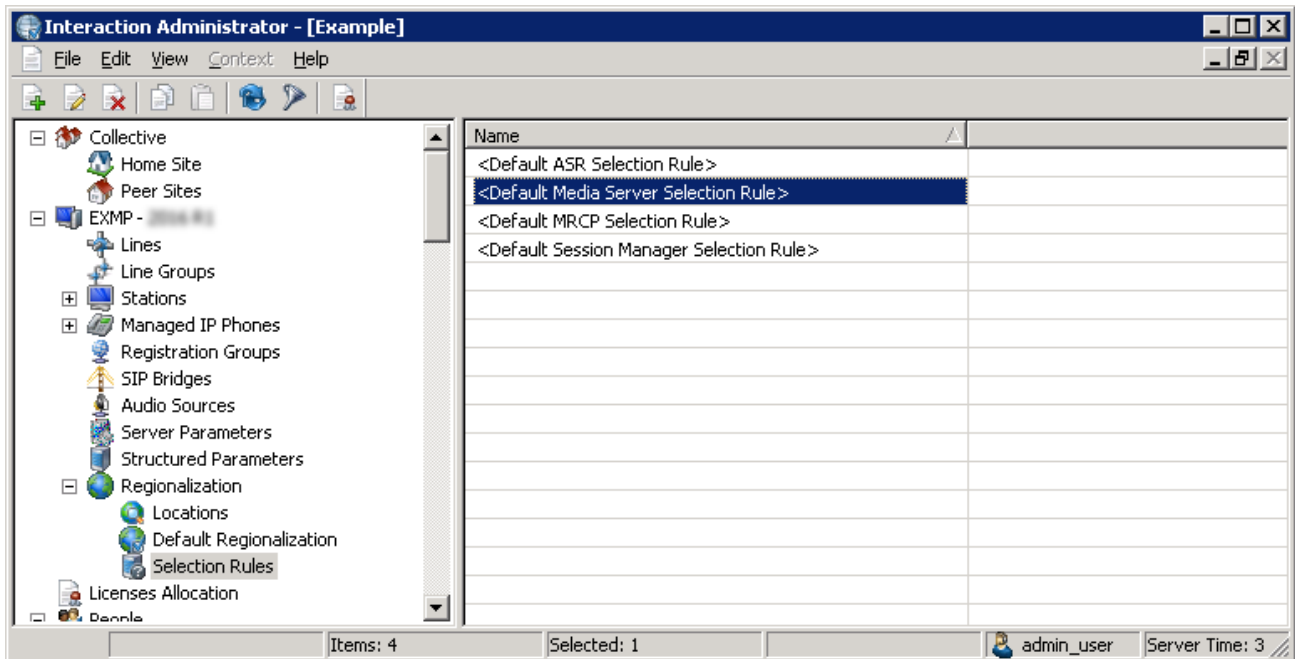 Interaction Administrator - [Example]
File Edit View Context Help
Collective
Home Site
Peer Sites
EXMP -
Lines
Line Groups
Stations
Managed IP Phones
Registration Groups
SIP Bridges
Audio Sources
Server Parameters
Structured Parameters
Regionalization
Locations
Default Regionalization
Selection Rules
Licenses Allocation
People
Name
<Default ASR Selection Rule>
<Default Media Server Selection Rule>
<Default MRCP Selection Rule>
<Default Session Manager Selection Rule>
Items: 4 Selected: 1 admin_user Server Time: 3